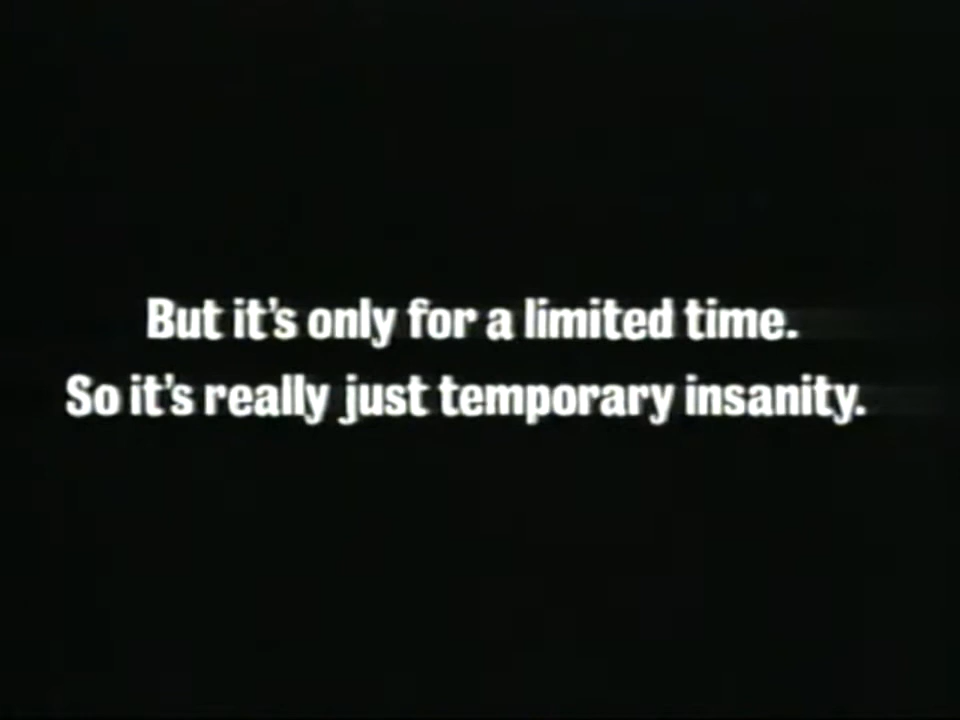 But it's only for a limited time.
So it's really just temporary insanity.